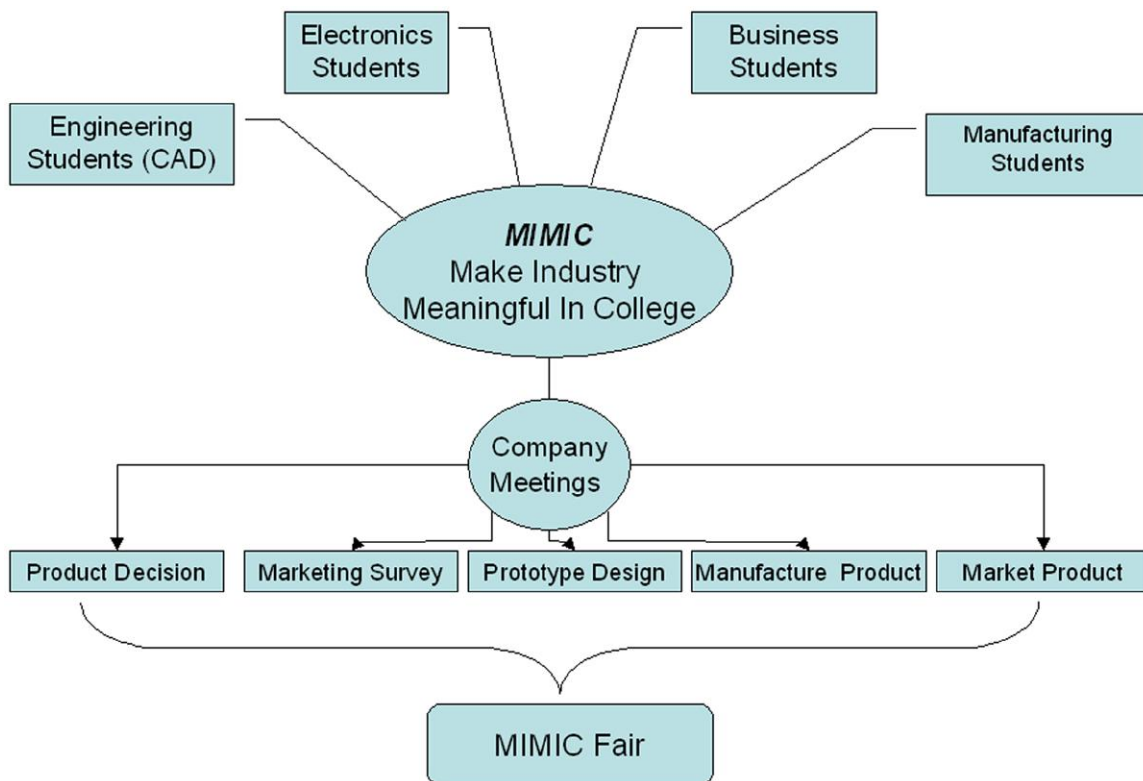 Electronics
Students
Business
Students
Engineering
Students (CAD)
Manufacturing
Students
MIMIC
Make Industry
Meaningful In College
Company
Meetings
Product Decision
Marketing Survey
Prototype Design
Manufacture Product
Market Product
MIMIC Fair